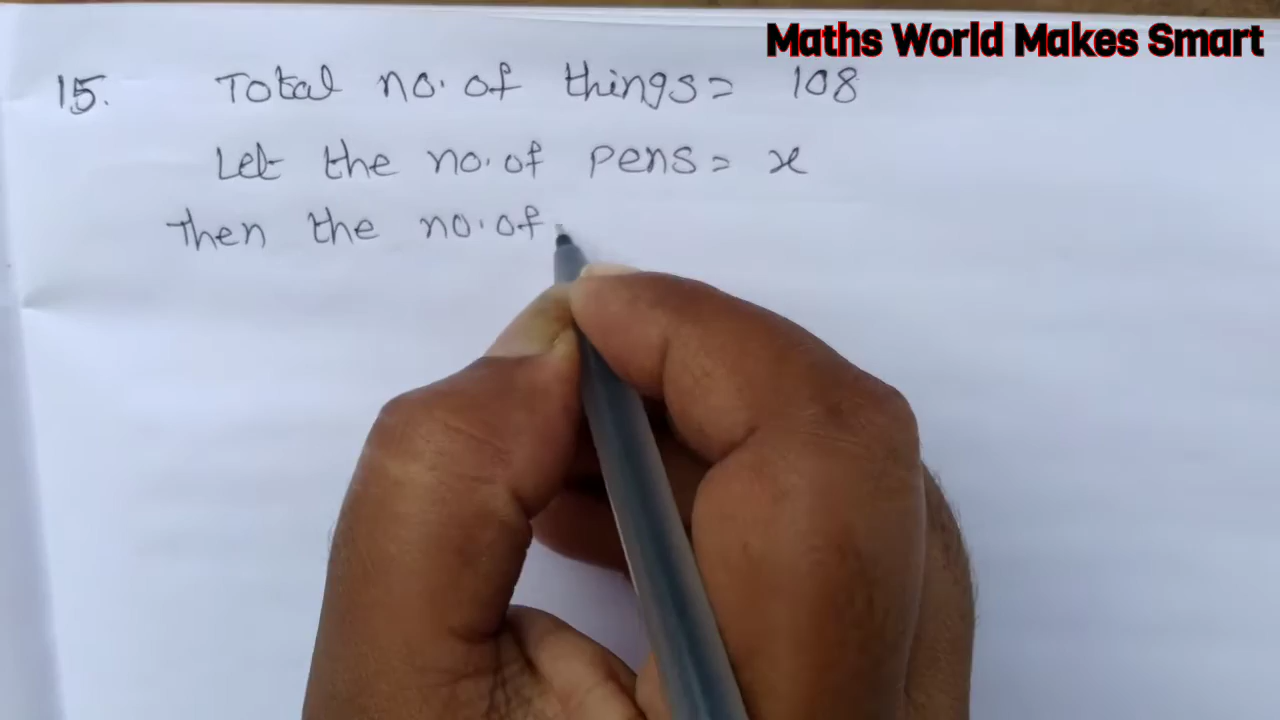 Maths World Makes Smart
15. Total no. of things = 108
Let the no. of pens = x
Then the no. of